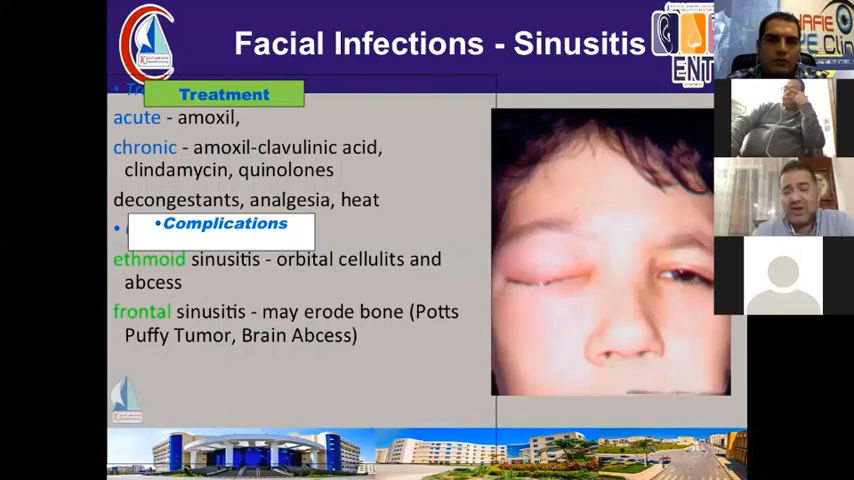 Facial Infections - Sinusitis
ENT
Treatment
acute - amoxil,
chronic - amoxil-clavulinic acid,
clindamycin, quinolones
decongestants, analgesia, heat
•Complications
ethmoid sinusitis - orbital cellulits and
abcess
frontal sinusitis - may erode bone (Potts
Puffy Tumor, Brain Abcess)